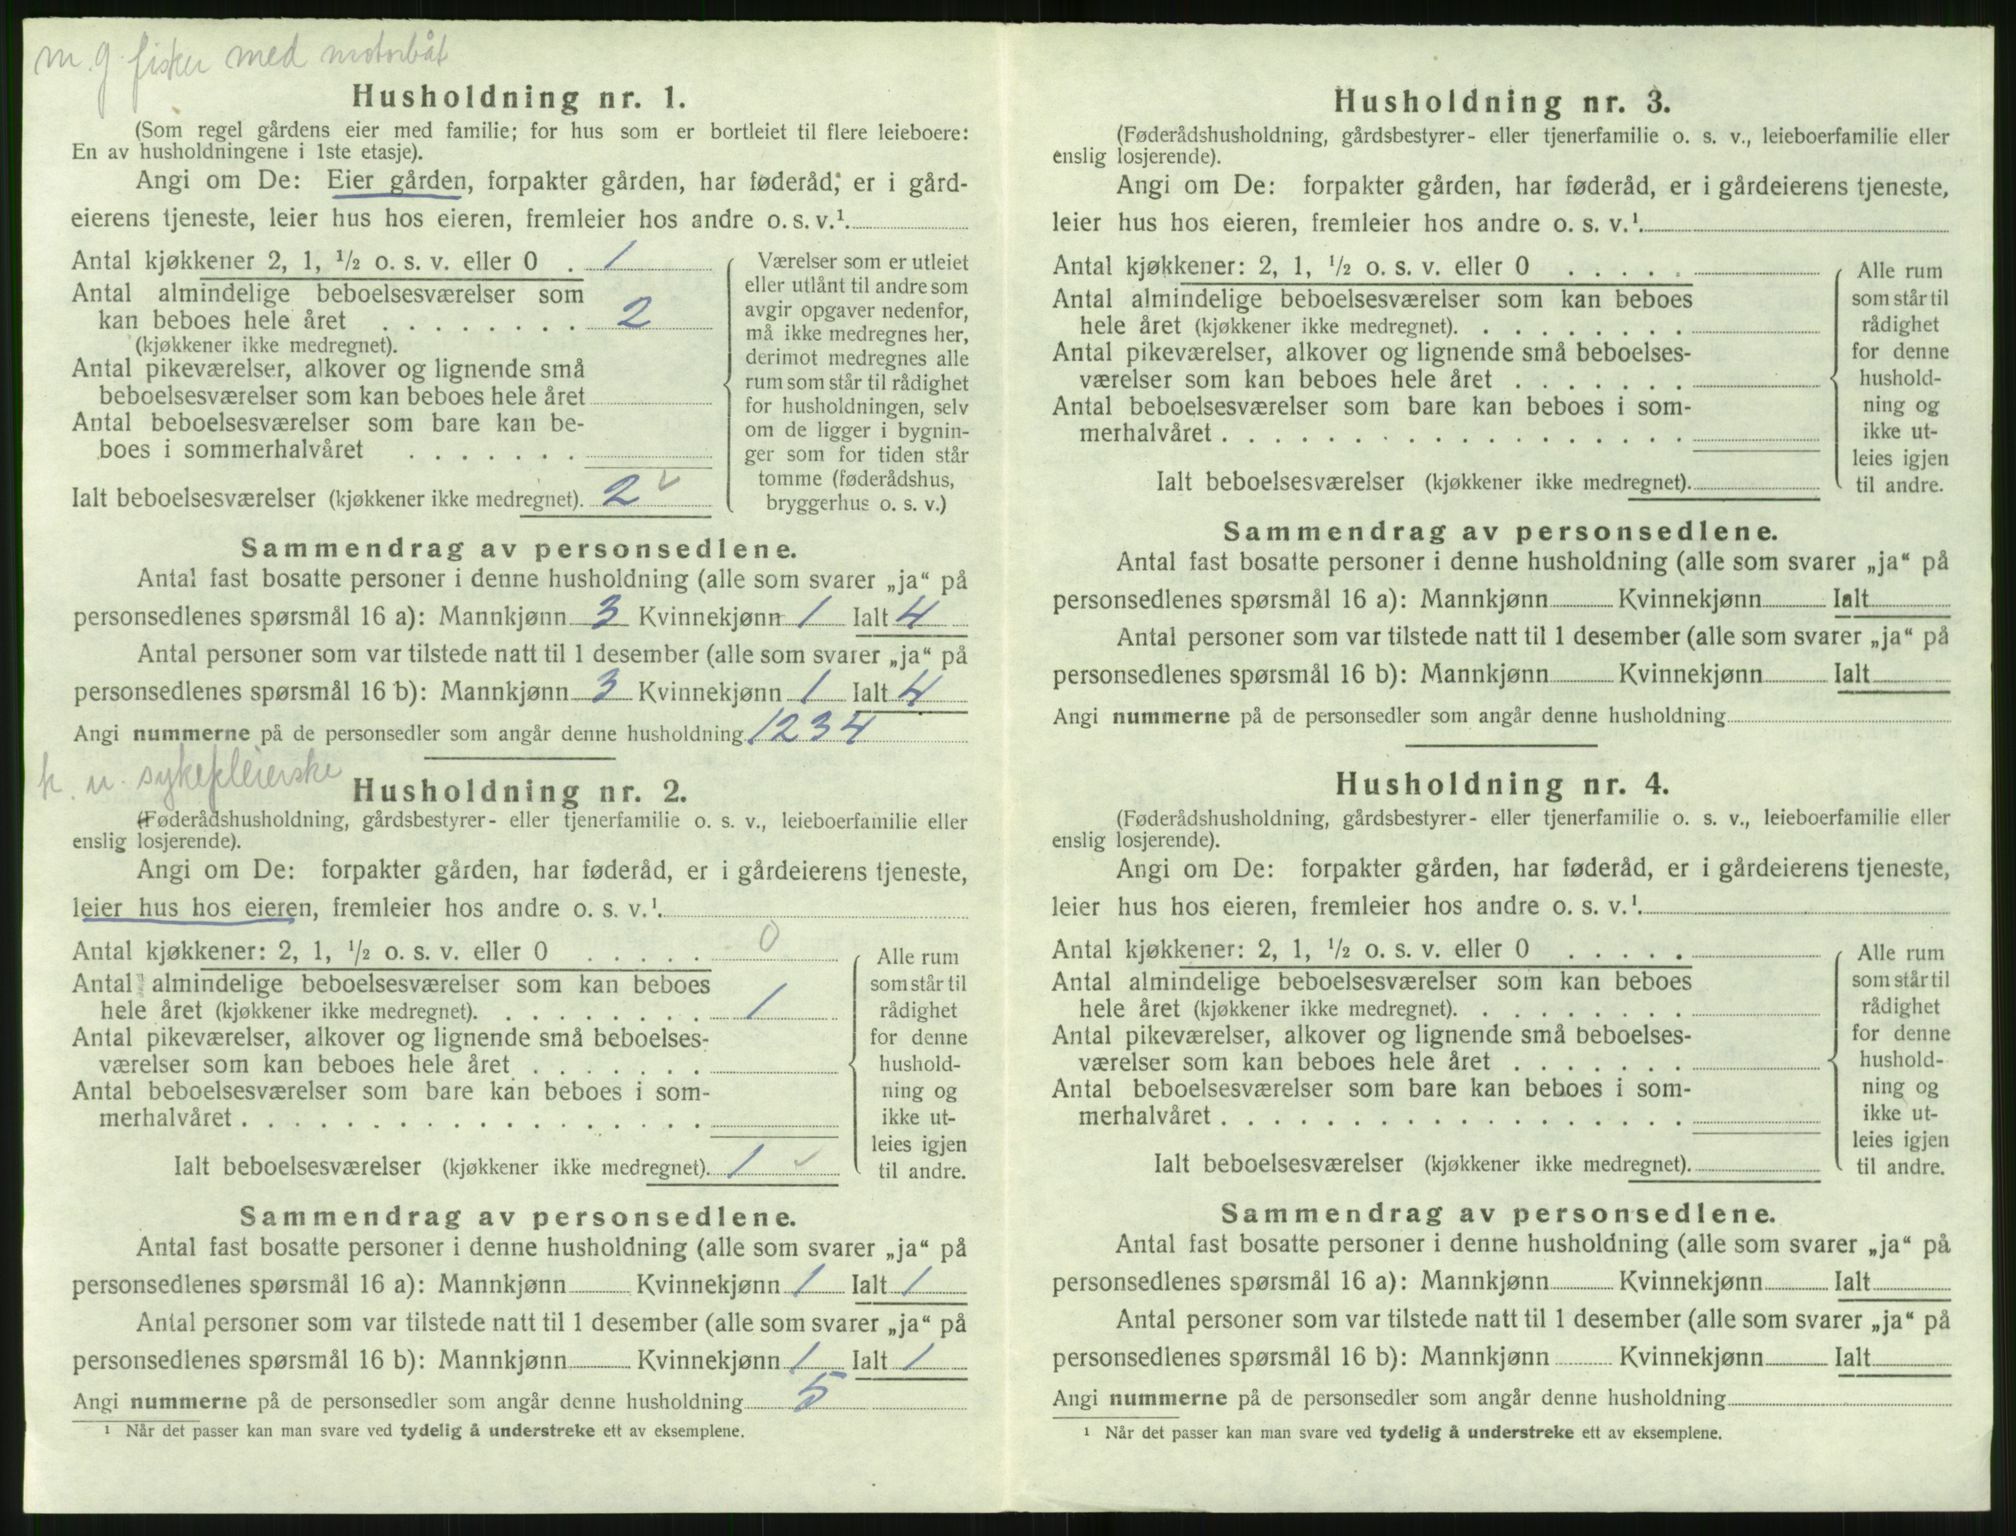 m. g. fisker med motorbåt
Husholdning nr. 1.
(Som regel gårdens eier med familie; for hus som er bortleiet til flere leieboere:
En av husholdningene i 1ste etasje).
Angi om De: Eier gården, forpakter gården, har føderåd, er i gård-
eierens tjeneste, leier hus hos eieren, fremleier hos andre o. s. v.¹.
Antal kjøkkener 2, 1, ½ o. s. v. eller 0 . 1
Antal almindelige beboelsesværelser som
kan beboes hele året . . . . . . . . 2
(kjøkkener ikke medregnet).
Antal pikeværelser, alkover og lignende små
beboelsesværelser som kan beboes hele året
Antal beboelsesværelser som bare kan be-
boes i sommerhalvåret . . . . . . .
Ialt beboelsesværelser (kjøkkener ikke medregnet). 2 ✓
Værelser som er utleiet
eller utlånt til andre som
avgir opgaver nedenfor,
må ikke medregnes her,
derimot medregnes alle
rum som står til rådighet
for husholdningen, selv
om de ligger i bygnin-
ger som for tiden står
tomme (føderådshus,
bryggerhus o. s. v.)
Sammendrag av personsedlene.
Antal fast bosatte personer i denne husholdning (alle som svarer „ja“ på
personsedlenes spørsmål 16 a): Mannkjønn 3 Kvinnekjønn 1 Ialt 4
Antal personer som var tilstede natt til 1 desember (alle som svarer „ja“ på
personsedlenes spørsmål 16 b): Mannkjønn 3 Kvinnekjønn 1 Ialt 4
Angi nummerne på de personsedler som angår denne husholdning 1 2 3 4
k. u. sykepleierske
Husholdning nr. 2.
(Føderådshusholdning, gårdsbestyrer- eller tjenerfamilie o. s. v., leieboerfamilie eller
enslig losjerende).
Angi om De: forpakter gården, har føderåd, er i gårdeierens tjeneste,
leier hus hos eieren, fremleier hos andre o. s. v.¹.
Antal kjøkkener: 2, 1, ½ o. s. v. eller 0 . . . . . 0
Antal almindelige beboelsesværelser som kan beboes
hele året (kjøkkener ikke medregnet). . . . . . . . . 1
Antal pikeværelser, alkover og lignende små beboelses-
værelser som kan beboes hele året . . . . . . .
Antal beboelsesværelser som bare kan beboes i som-
merhalvåret . . . . . . . . . . . . . . . . . .
Ialt beboelsesværelser (kjøkkener ikke medregnet). 1 ✓
Alle rum
som står til
rådighet
for denne
hushold-
ning og
ikke ut-
leies igjen
til andre.
Sammendrag av personsedlene.
Antal fast bosatte personer i denne husholdning (alle som svarer „ja“ på
personsedlenes spørsmål 16 a): Mannkjønn Kvinnekjønn 1 Ialt 1
Antal personer som var tilstede natt til 1 desember (alle som svarer „ja“ på
personsedlenes spørsmål 16 b): Mannkjønn Kvinnekjønn 1 Ialt 1
Angi nummerne på de personsedler som angår denne husholdning 5
¹ Når det passer kan man svare ved tydelig å understreke ett av eksemplene.
Husholdning nr. 3.
(Føderådshusholdning, gårdsbestyrer- eller tjenerfamilie o. s. v., leieboerfamilie eller
enslig losjerende).
Angi om De: forpakter gården, har føderåd, er i gårdeierens tjeneste,
leier hus hos eieren, fremleier hos andre o. s. v.¹.
Antal kjøkkener: 2, 1, ½ o. s. v. eller 0 . . . . .
Antal almindelige beboelsesværelser som kan beboes
hele året (kjøkkener ikke medregnet). . . . . . . . .
Antal pikeværelser, alkover og lignende små beboelses-
værelser som kan beboes hele året . . . . . . .
Antal beboelsesværelser som bare kan beboes i som-
merhalvåret . . . . . . . . . . . . . . . . . .
Ialt beboelsesværelser (kjøkkener ikke medregnet).
Alle rum
som står til
rådighet
for denne
hushold-
ning og
ikke ut-
leies igjen
til andre.
Sammendrag av personsedlene.
Antal fast bosatte personer i denne husholdning (alle som svarer „ja“ på
personsedlenes spørsmål 16 a): Mannkjønn Kvinnekjønn Ialt
Antal personer som var tilstede natt til 1 desember (alle som svarer „ja“ på
personsedlenes spørsmål 16 b): Mannkjønn Kvinnekjønn Ialt
Angi nummerne på de personsedler som angår denne husholdning
Husholdning nr. 4.
(Føderådshusholdning, gårdsbestyrer- eller tjenerfamilie o. s. v., leieboerfamilie eller
enslig losjerende).
Angi om De: forpakter gården, har føderåd, er i gårdeierens tjeneste,
leier hus hos eieren, fremleier hos andre o. s. v.¹.
Antal kjøkkener: 2, 1, ½ o. s. v. eller 0 . . . . .
Antal almindelige beboelsesværelser som kan beboes
hele året (kjøkkener ikke medregnet). . . . . . . . .
Antal pikeværelser, alkover og lignende små beboelses-
værelser som kan beboes hele året . . . . . . .
Antal beboelsesværelser som bare kan beboes i som-
merhalvåret . . . . . . . . . . . . . . . . . .
Ialt beboelsesværelser (kjøkkener ikke medregnet).
Alle rum
som står til
rådighet
for denne
hushold-
ning og
ikke ut-
leies igjen
til andre.
Sammendrag av personsedlene.
Antal fast bosatte personer i denne husholdning (alle som svarer „ja“ på
personsedlenes spørsmål 16 a): Mannkjønn Kvinnekjønn Ialt
Antal personer som var tilstede natt til 1 desember (alle som svarer „ja“ på
personsedlenes spørsmål 16 b): Mannkjønn Kvinnekjønn Ialt
Angi nummerne på de personsedler som angår denne husholdning
¹ Når det passer kan man svare ved tydelig å understreke ett av eksemplene.